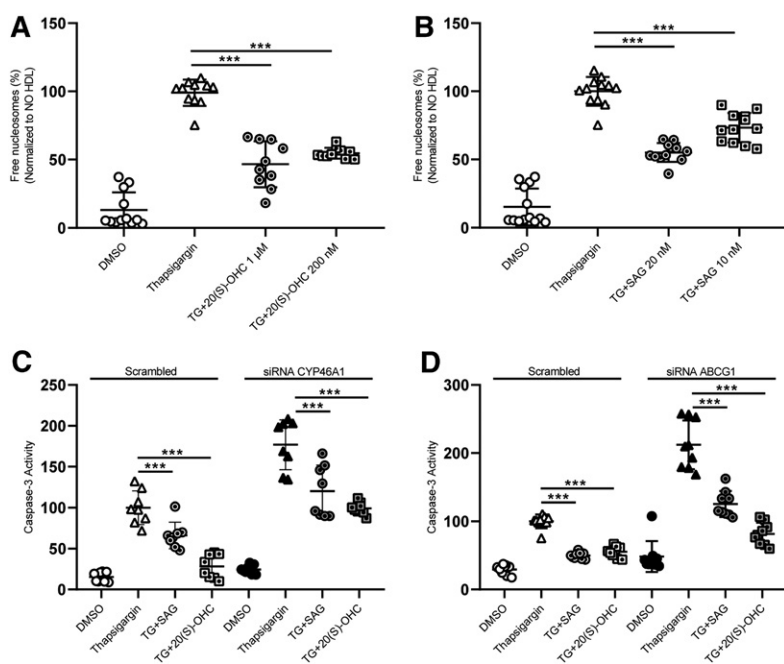 A
Free nucleosomes (%)
(Normalized to NO HDL)
150
100
50
0
***
***
DMSO
Thapsigargin
TG+20(S)-OHC 1 µM
TG+20(S)-OHC 200 nM
B
Free nucleosomes (%)
(Normalized to NO HDL)
150
100
50
0
***
***
DMSO
Thapsigargin
TG+SAG 20 nM
TG+SAG 10 nM
C
Scrambled
siRNA CYP46A1
Caspase-3 Activity
250
200
150
100
50
0
***
***
***
***
DMSO
Thapsigargin
TG+SAG
TG+20(S)-OHC
DMSO
Thapsigargin
TG+SAG
TG+20(S)-OHC
D
Scrambled
siRNA ABCG1
Caspase-3 Activity
300
200
100
0
***
***
***
***
DMSO
Thapsigargin
TG+SAG
TG+20(S)-OHC
DMSO
Thapsigargin
TG+SAG
TG+20(S)-OHC